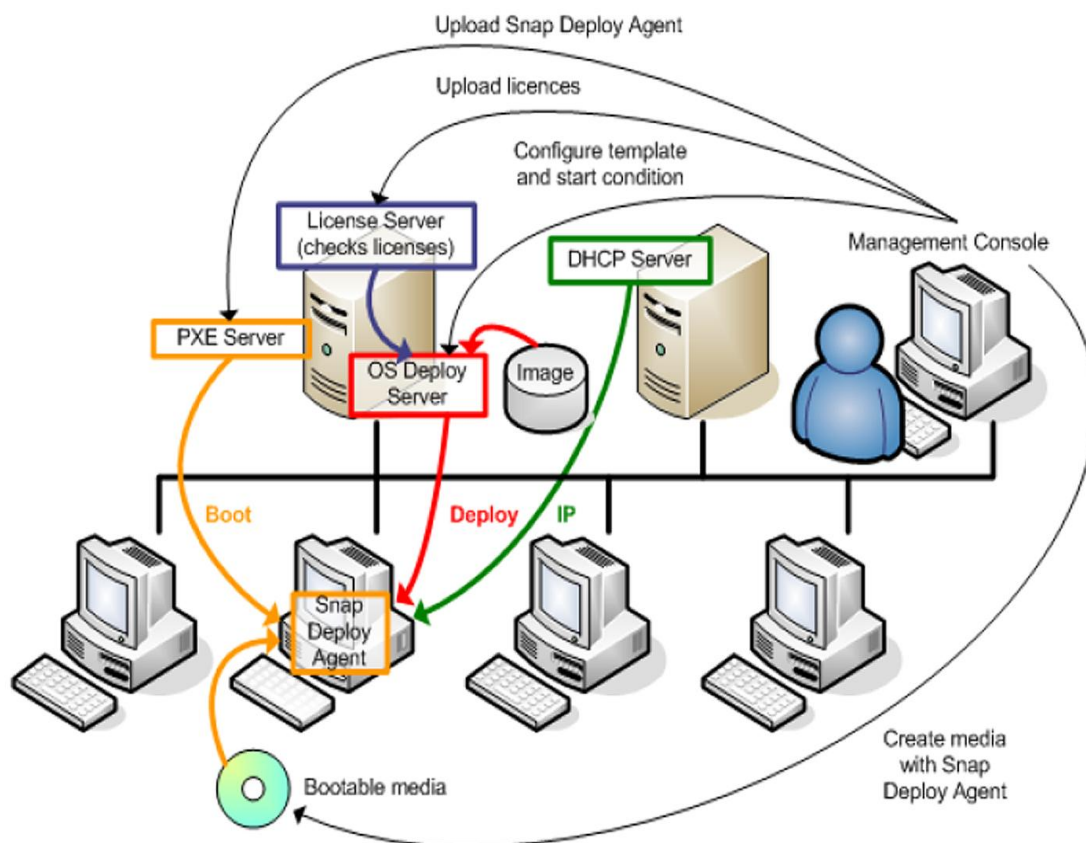 Upload Snap Deploy Agent
Upload licences
Configure template
and start condition
License Server
(checks licenses)
DHCP Server
Management Console
PXE Server
OS Deploy
Server
Image
Boot
Deploy
IP
Snap
Deploy
Agent
Create media
with Snap
Deploy Agent
Bootable media